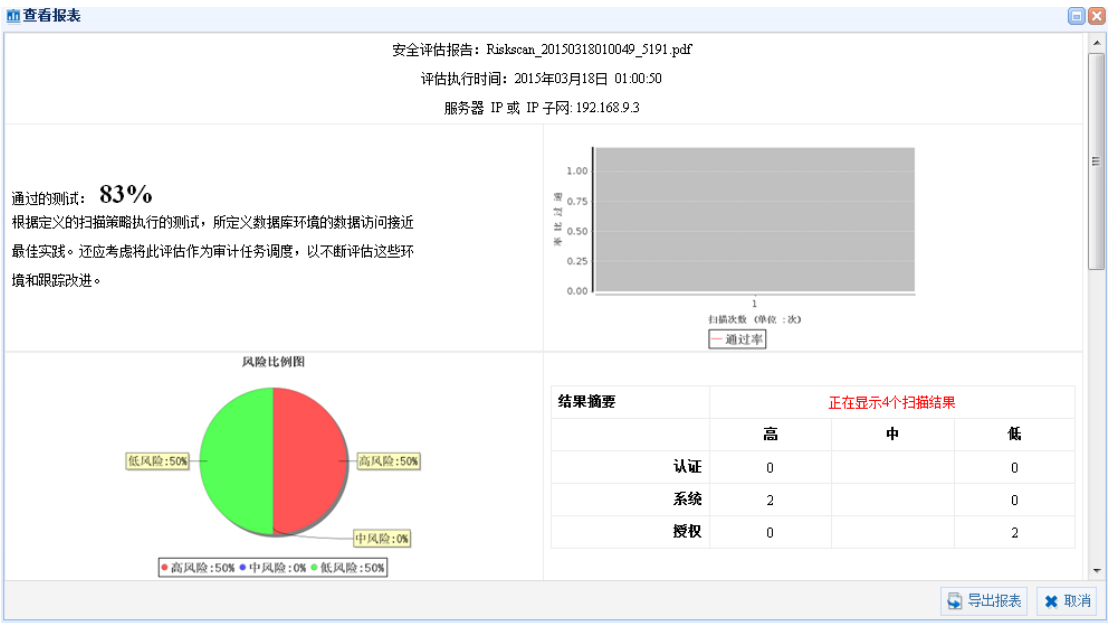 查看报表
安全评估报告：Riskscan_20150318010049_5191.pdf
评估执行时间：2015年03月18日 01:00:50
服务器 IP 或 IP 子网: 192.168.9.3
通过的测试： 83%
根据定义的扫描策略执行的测试，所定义数据库环境的数据访问接近
最佳实践。还应考虑将此评估作为审计任务调度，以不断评估这些环
境和跟踪改进。
通过比率
1.00
0.75
0.50
0.25
0.00
1
扫描次数 (单位 :次)
通过率
风险比例图
低风险:50%
高风险:50%
中风险:0%
高风险:50% 中风险:0% 低风险:50%
结果摘要 正在显示4个扫描结果
高 中 低
认证 0 0
系统 2 0
授权 0 2
导出报表 取消